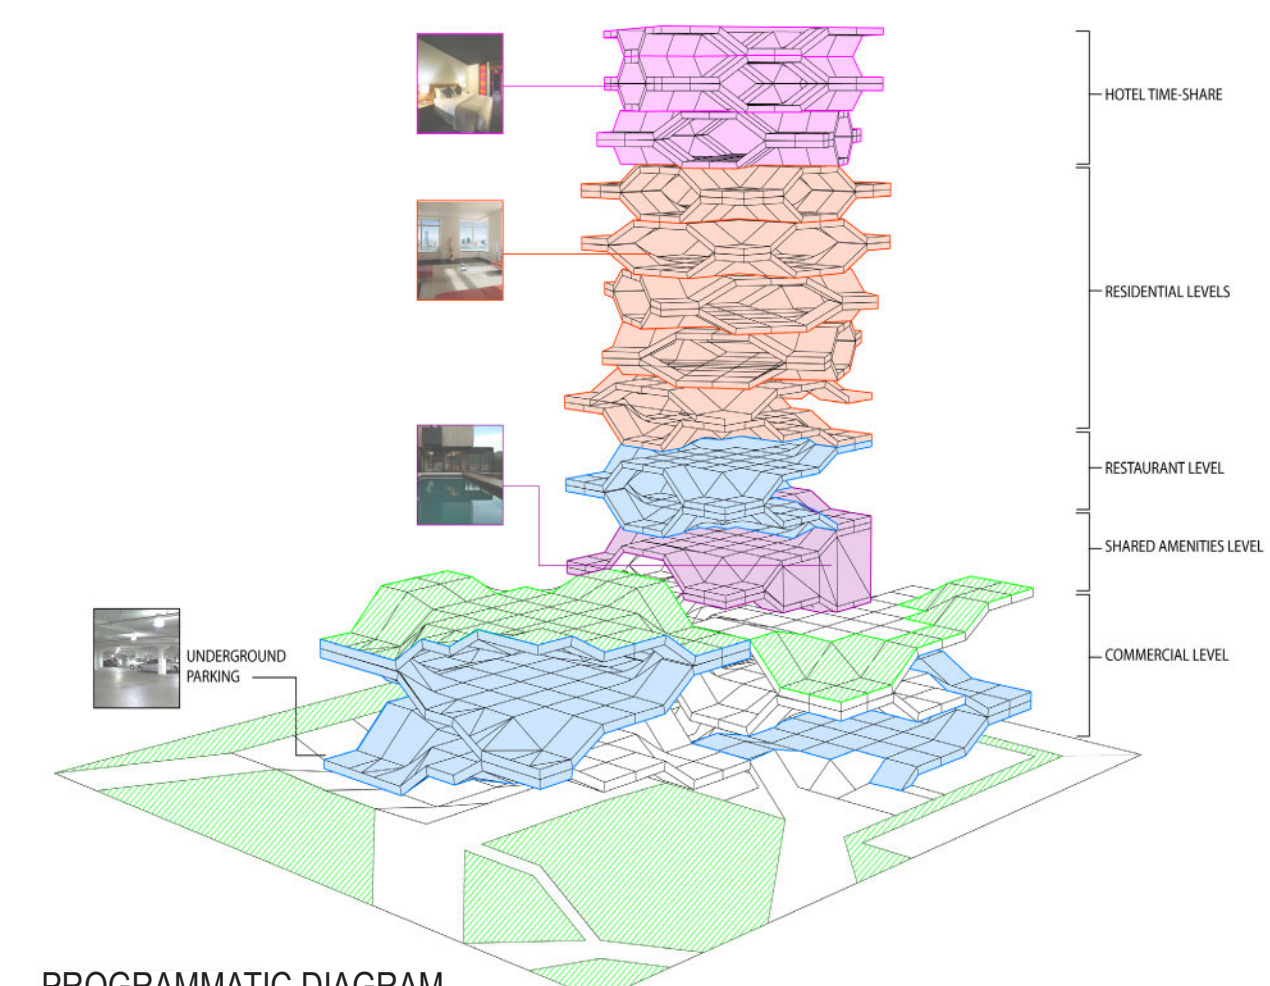 HOTEL TIME-SHARE
RESIDENTIAL LEVELS
RESTAURANT LEVEL
SHARED AMENITIES LEVEL
COMMERCIAL LEVEL
UNDERGROUND
PARKING
PROGRAMMATIC DIAGRAM